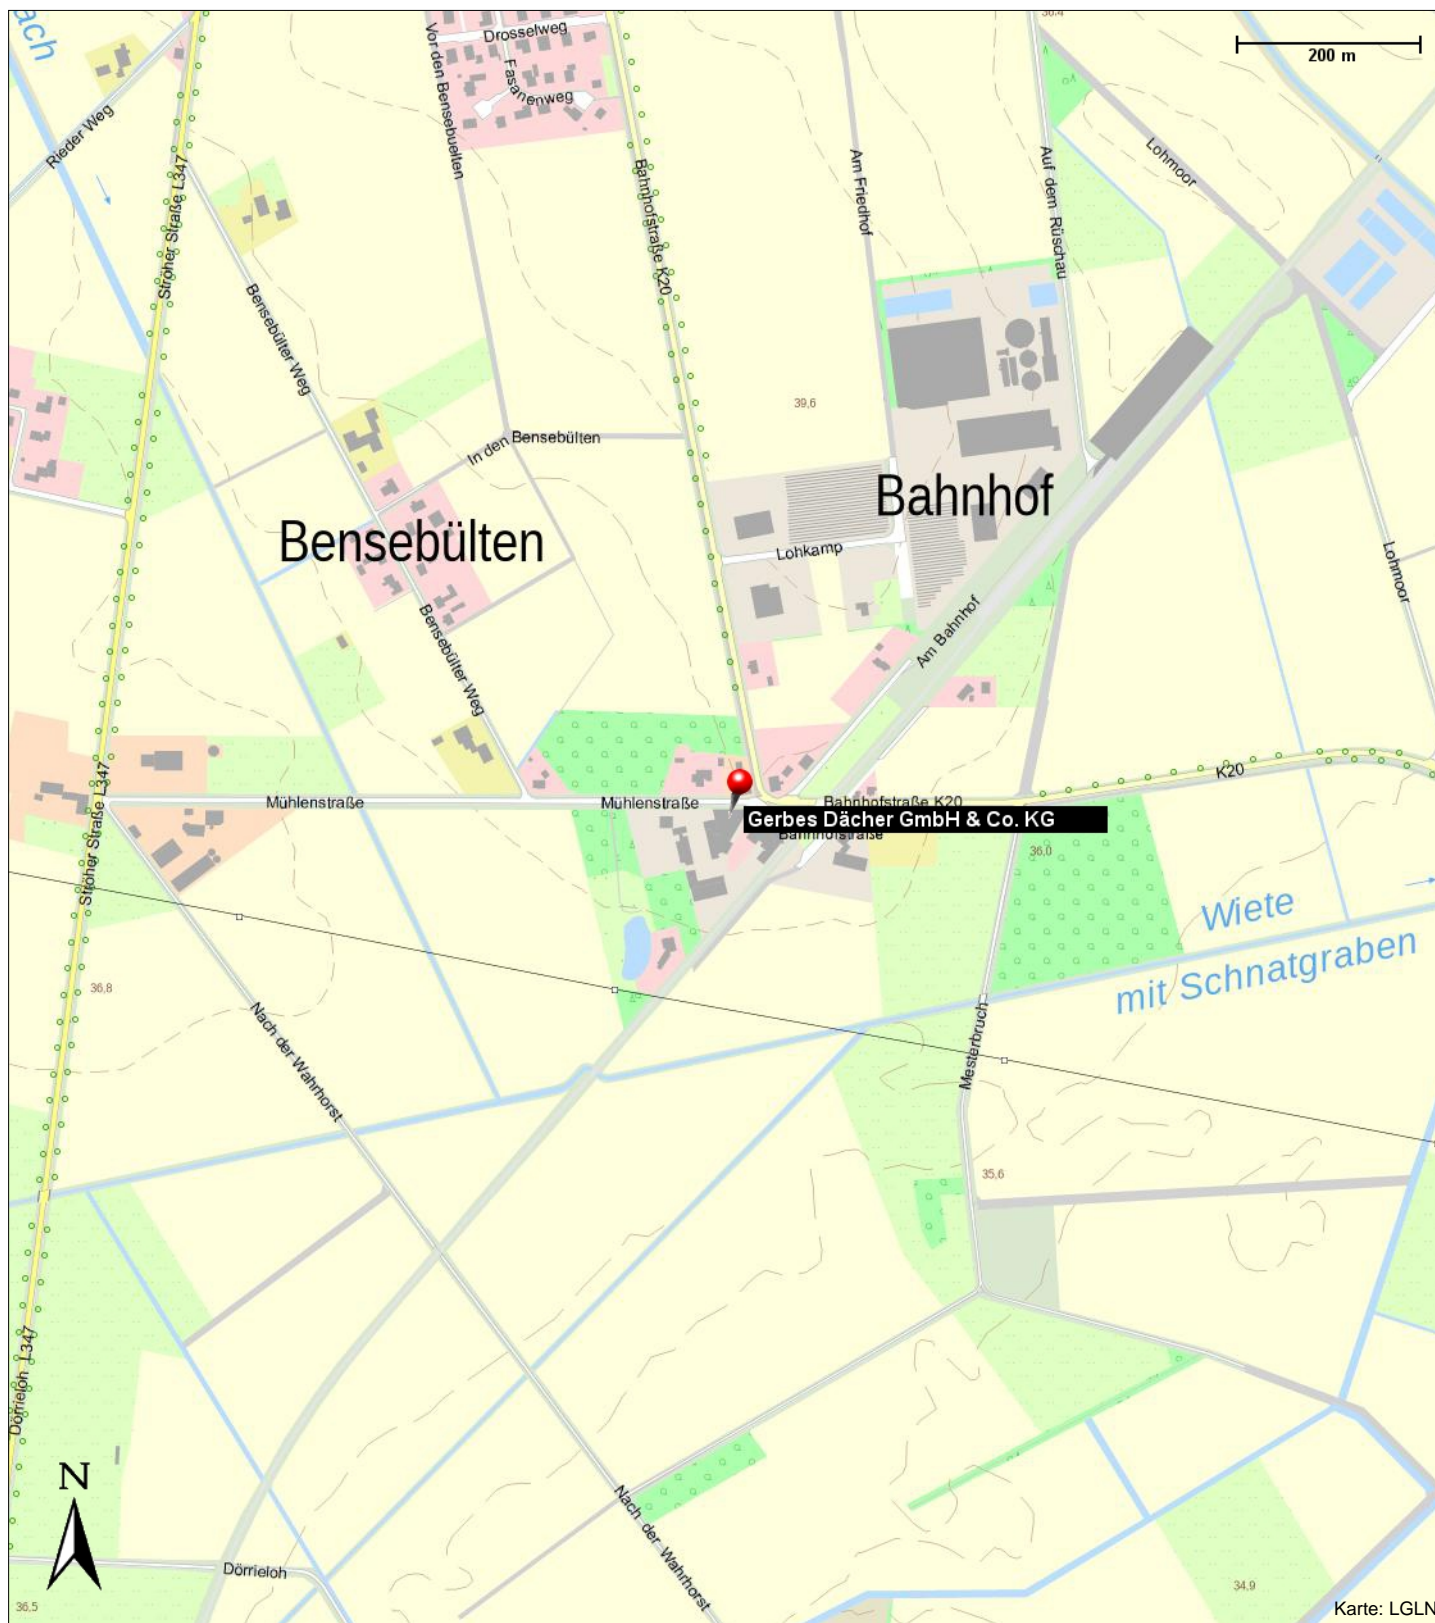 ach
36.4
Drosselweg
Vor den Bensebuelten
Fasanenweg
200 m
Rieder Weg
Ströher Straße L347
Bahnhofstraße K20
Am Friedhof
Auf dem Rüschau
Lohmoor
Bensebülter Weg
39,6
In den Bensebülten
Bahnhof
Bensebülten
Lohkamp
Lohmoor
Am Bahnhof
Bensebülter Weg
Ströher Straße L347
K20
Mühlenstraße
Mühlenstraße
Bahnhofstraße K20
Gerbes Dächer GmbH & Co. KG
Bahnhofstraße
36,0
Wiete
mit Schnatgraben
36,8
Nach der Wahrhorst
Mesterbruch
35,6
Dörrieloh L347
N
Nach der Wahrhorst
Dörrieloh
34,9
36,5
Karte: LGLN